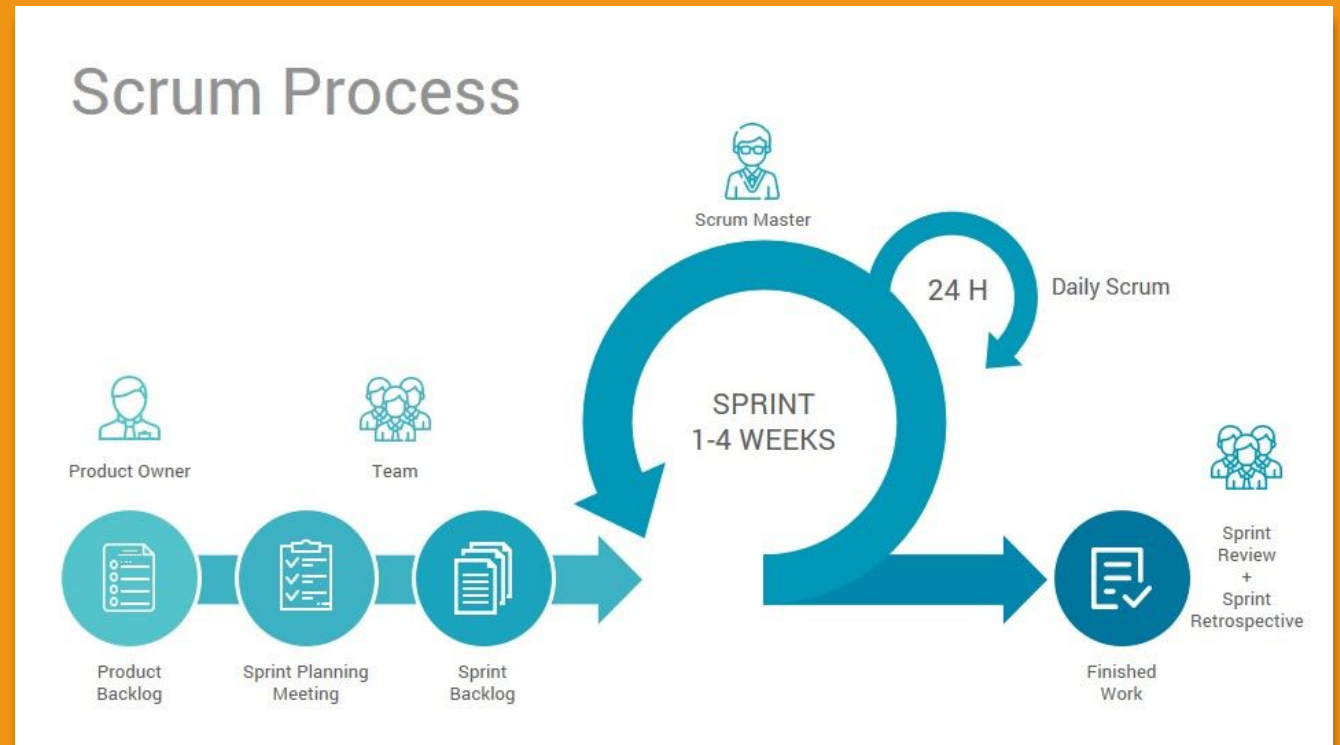 Scrum Process
Scrum Master
24 H
Daily Scrum
SPRINT
1-4 WEEKS
Product Owner
Team
Sprint
Review
+
Sprint
Retrospective
Product
Backlog
Sprint Planning
Meeting
Sprint
Backlog
Finished
Work